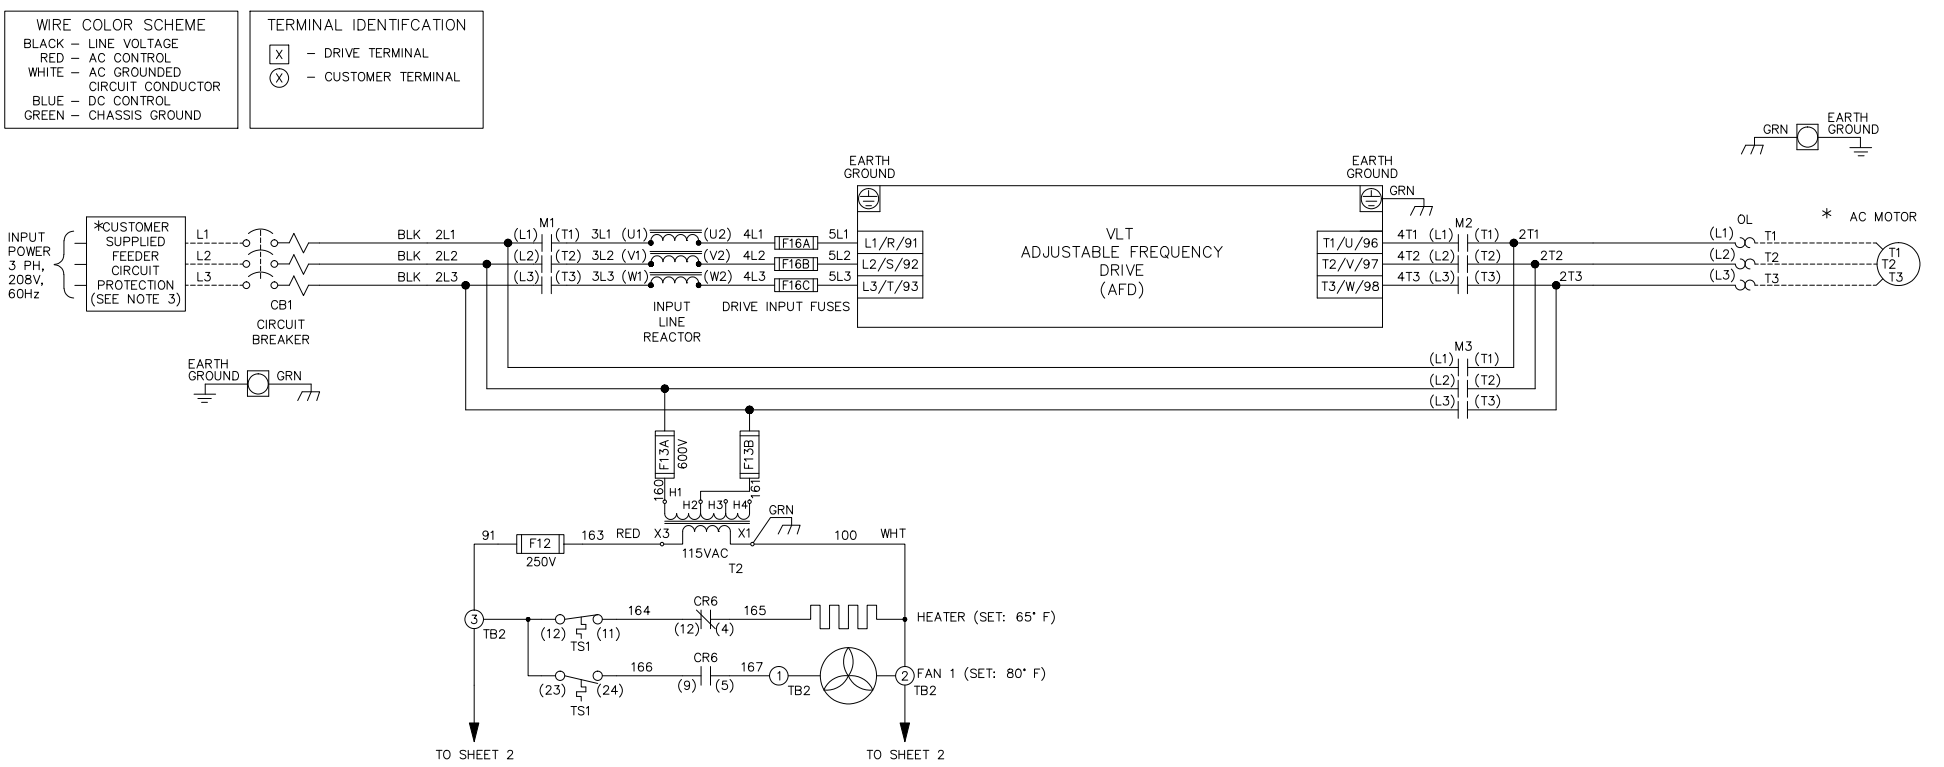 WIRE COLOR SCHEME
BLACK – LINE VOLTAGE
RED – AC CONTROL
WHITE – AC GROUNDED
CIRCUIT CONDUCTOR
BLUE – DC CONTROL
GREEN – CHASSIS GROUND
TERMINAL IDENTIFCATION
X – DRIVE TERMINAL
X – CUSTOMER TERMINAL
GRN
EARTH
GROUND
INPUT
POWER
3 PH,
208V,
60Hz
*CUSTOMER
SUPPLIED
FEEDER
CIRCUIT
PROTECTION
(SEE NOTE 3)
L1
L2
L3
CB1
CIRCUIT
BREAKER
EARTH
GROUND
GRN
M1
BLK 2L1 (L1) (T1) 3L1 (U1) (U2) 4L1 F16A 5L1 L1/R/91
BLK 2L2 (L2) (T2) 3L2 (V1) (V2) 4L2 F16B 5L2 L2/S/92
BLK 2L3 (L3) (T3) 3L3 (W1) (W2) 4L3 F16C 5L3 L3/T/93
INPUT
LINE
REACTOR
DRIVE INPUT FUSES
EARTH
GROUND
VLT
ADJUSTABLE FREQUENCY
DRIVE
(AFD)
EARTH
GROUND
GRN
M2
T1/U/96 4T1 (L1) (T1) 2T1
T2/V/97 4T2 (L2) (T2) 2T2
T3/W/98 4T3 (L3) (T3) 2T3
OL
(L1) T1
(L2) T2
(L3) T3
* AC MOTOR
T1
T2
T3
M3
(L1) (T1)
(L2) (T2)
(L3) (T3)
F13A
600V
F13B
160
161
H1
H2 H3 H4
GRN
91 F12 163 RED X3 X1 100 WHT
250V
115VAC
T2
3
TB2
(12) (11)
TS1
164
CR6
(12) (4)
165
HEATER (SET: 65° F)
(23) (24)
TS1
166
CR6
(9) (5)
167
1
TB2
2
TB2
FAN 1 (SET: 80° F)
TO SHEET 2
TO SHEET 2